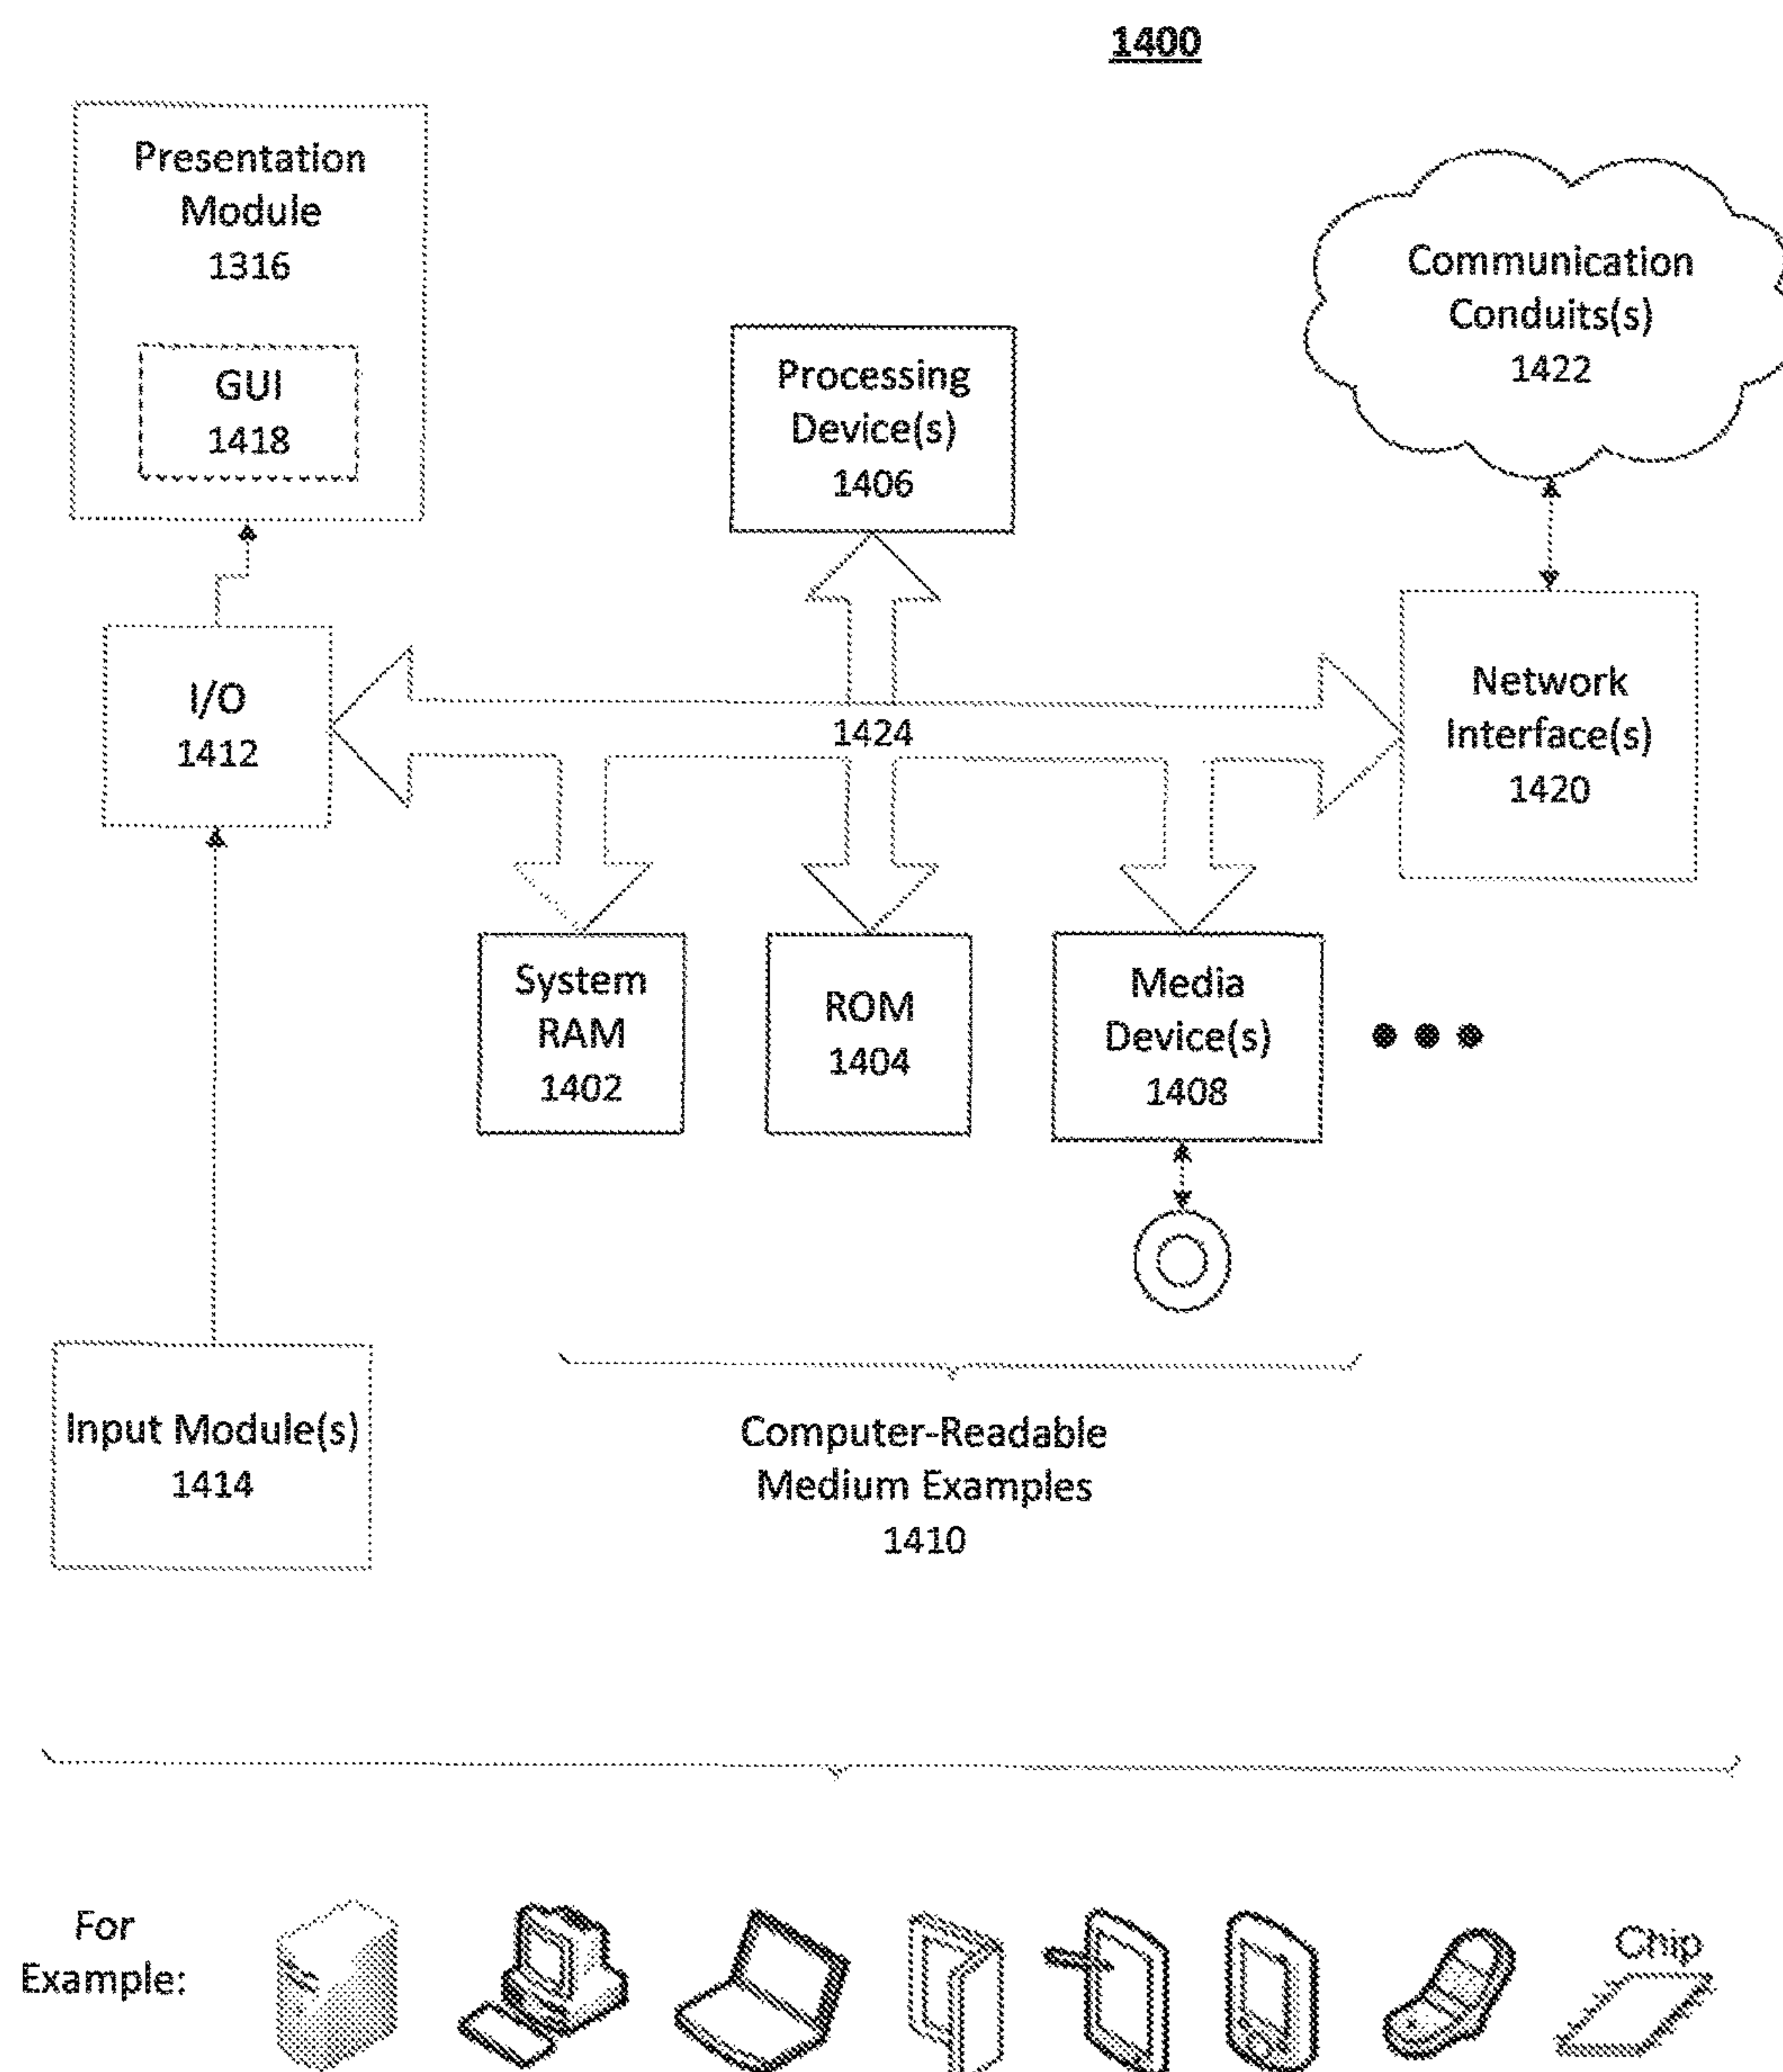 1400
Presentation
Module
1316
GUI
1418
Processing
Device(s)
1406
Communication
Conduits(s)
1422
I/O
1412
1424
Network
Interface(s)
1420
System
RAM
1402
ROM
1404
Media
Device(s)
1408
Input Module(s)
1414
Computer-Readable
Medium Examples
1410
For
Example:
Chip